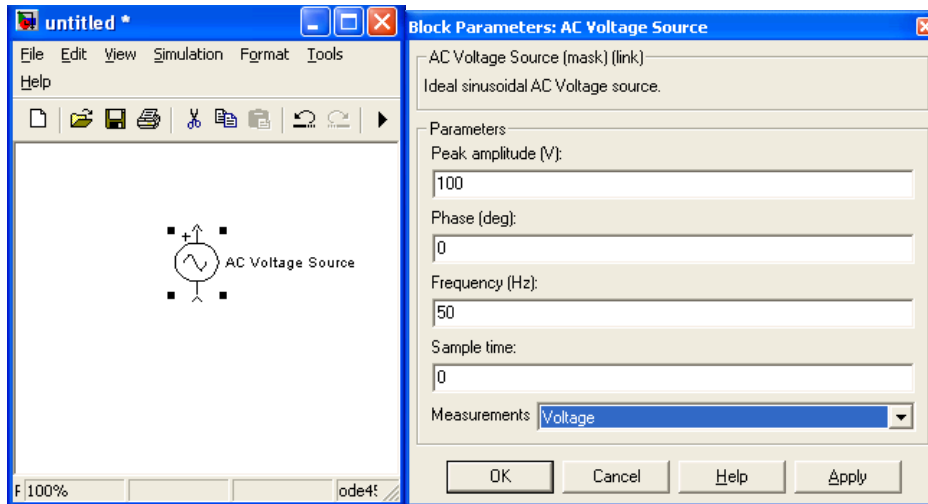 untitled *
File Edit View Simulation Format Tools
Help
+
AC Voltage Source
F 100%
ode45
Block Parameters: AC Voltage Source
AC Voltage Source (mask) (link)
Ideal sinusoidal AC Voltage source.
Parameters
Peak amplitude (V):
100
Phase (deg):
0
Frequency (Hz):
50
Sample time:
0
Measurements Voltage
OK Cancel Help Apply